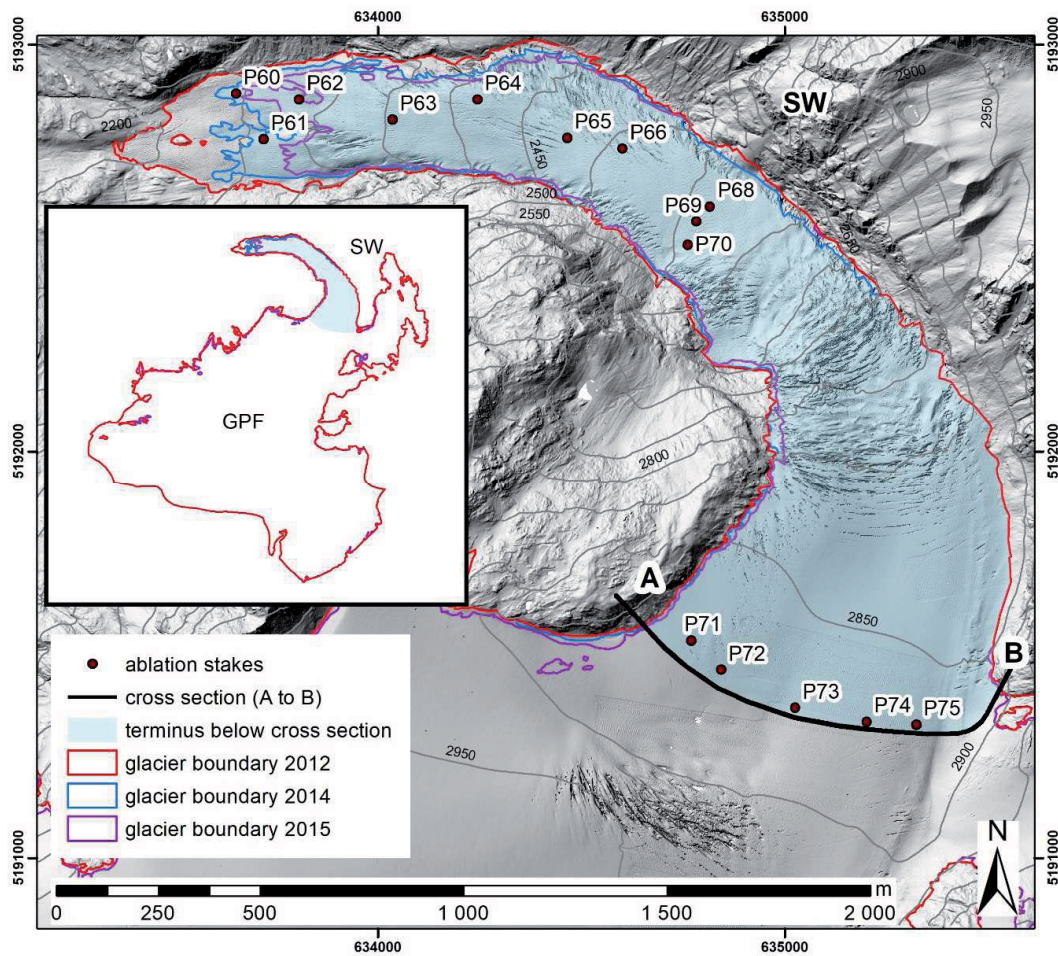 634000
635000
5193000
5193000
2900
2950
SW
P60
P62
P64
P61
P63
P65
P66
2200
2450
2500
2550
P68
P69
P70
2650
SW
GPF
5192000
5192000
2800
A
2850
B
P71
P72
P73
P74
P75
2950
2900
ablation stakes
cross section (A to B)
terminus below cross section
glacier boundary 2012
glacier boundary 2014
glacier boundary 2015
5191000
5191000
N
m
0 250 500 1 000 1 500 2 000
634000
635000